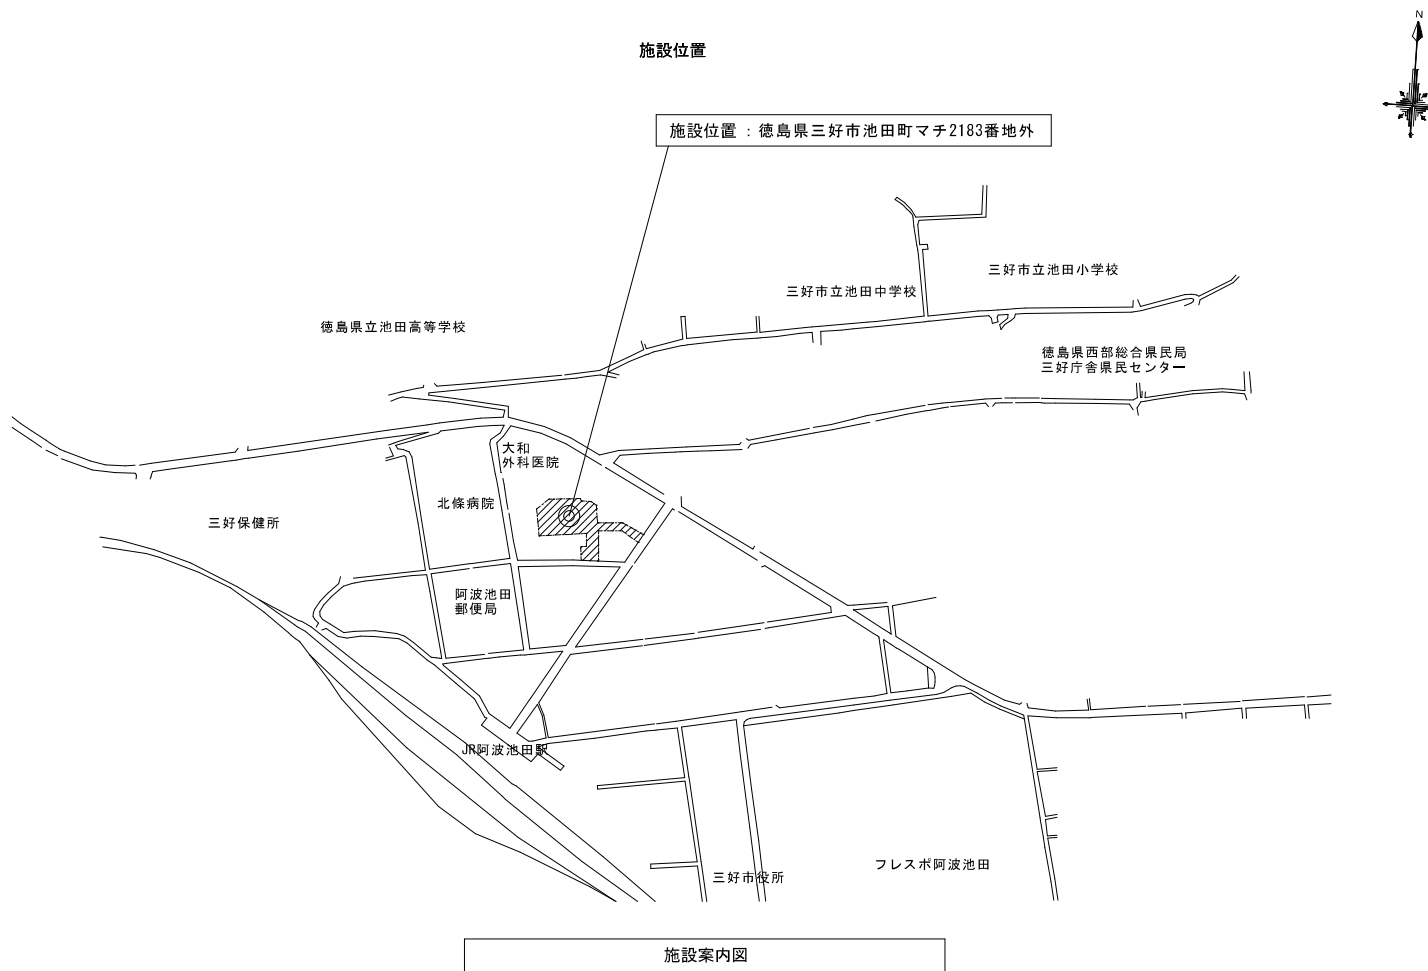 施設位置
N
施設位置 : 徳島県三好市池田町マチ2183番地外
三好市立池田小学校
三好市立池田中学校
徳島県立池田高等学校
徳島県西部総合県民局
三好庁舎県民センター
大和
外科医院
北條病院
三好保健所
阿波池田
郵便局
JR阿波池田駅
フレスポ阿波池田
三好市役所
施設案内図